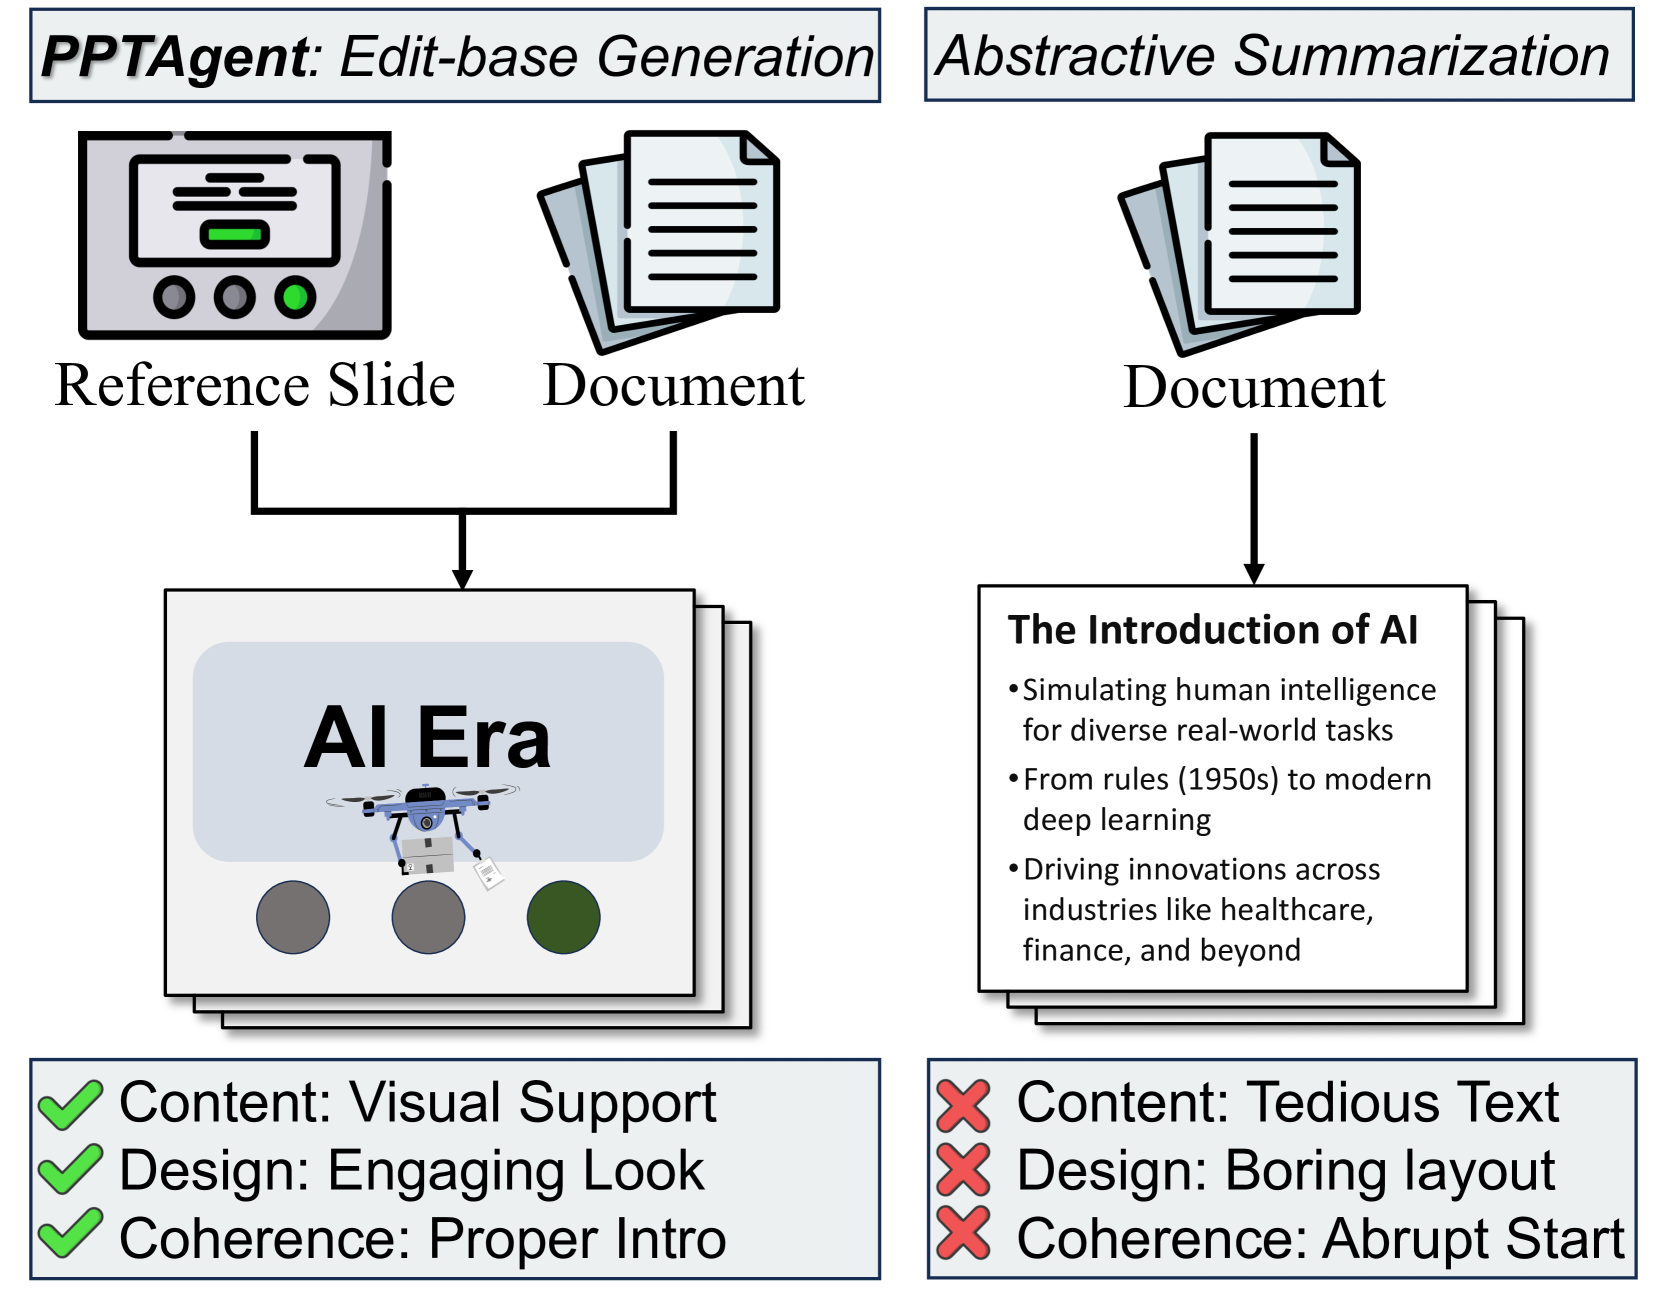 PPTAgent: Edit-base Generation
Abstractive Summarization
Reference Slide
Document
Document
AI Era
The Introduction of AI
•Simulating human intelligence
for diverse real-world tasks
•From rules (1950s) to modern
deep learning
•Driving innovations across
industries like healthcare,
finance, and beyond
Content: Visual Support
Design: Engaging Look
Coherence: Proper Intro
Content: Tedious Text
Design: Boring layout
Coherence: Abrupt Start